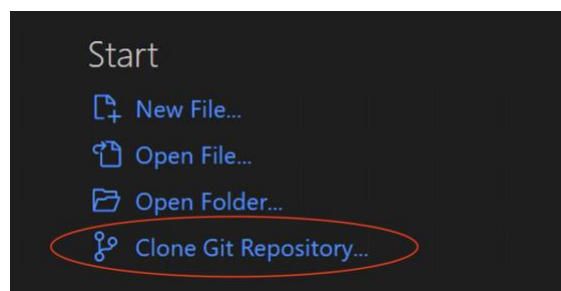 Start
New File...
Open File...
Open Folder...
Clone Git Repository...